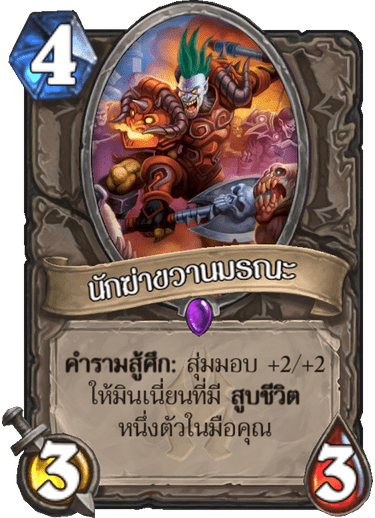 4
นักฆ่าขวานมรณะ
คำรามสู้ศึก: สุ่มมอบ +2/+2
ให้มินเนี่ยนที่มี สูบชีวิต
หนึ่งตัวในมือคุณ
3
3